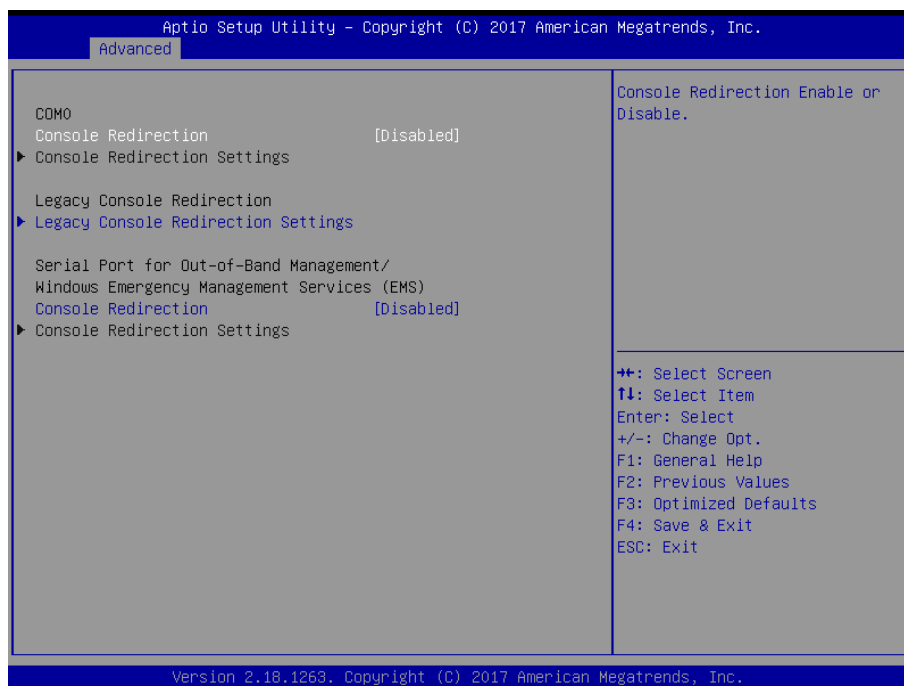 Aptio Setup Utility – Copyright (C) 2017 American Megatrends, Inc.
Advanced
COM0
Console Redirection [Disabled]
▶ Console Redirection Settings
Legacy Console Redirection
▶ Legacy Console Redirection Settings
Serial Port for Out-of-Band Management/
Windows Emergency Management Services (EMS)
Console Redirection [Disabled]
▶ Console Redirection Settings
Console Redirection Enable or
Disable.
→←: Select Screen
↑↓: Select Item
Enter: Select
+/-: Change Opt.
F1: General Help
F2: Previous Values
F3: Optimized Defaults
F4: Save & Exit
ESC: Exit
Version 2.18.1263. Copyright (C) 2017 American Megatrends, Inc.